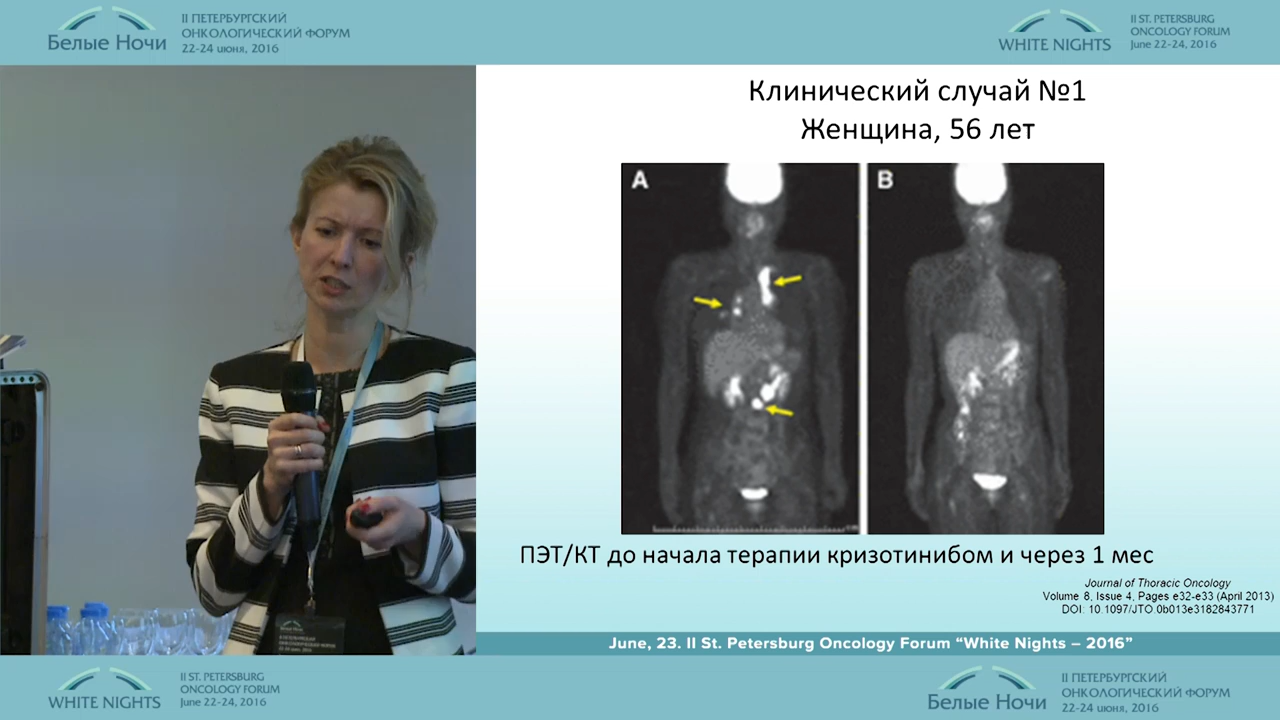 Белые Ночи
II ПЕТЕРБУРГСКИЙ
ОНКОЛОГИЧЕСКИЙ ФОРУМ
22-24 июня, 2016
WHITE NIGHTS
II ST. PETERSBURG
ONCOLOGY FORUM
June 22-24, 2016
Клинический случай №1
Женщина, 56 лет
A
B
ПЭТ/КТ до начала терапии кризотинибом и через 1 мес
Journal of Thoracic Oncology
Volume 8, Issue 4, Pages e32-e33 (April 2013)
DOI: 10.1097/JTO.0b013e3182843771
June, 23. II St. Petersburg Oncology Forum “White Nights – 2016”
WHITE NIGHTS
II ST. PETERSBURG
ONCOLOGY FORUM
June 22-24, 2016
Белые Ночи
II ПЕТЕРБУРГСКИЙ
ОНКОЛОГИЧЕСКИЙ ФОРУМ
22-24 июня, 2016